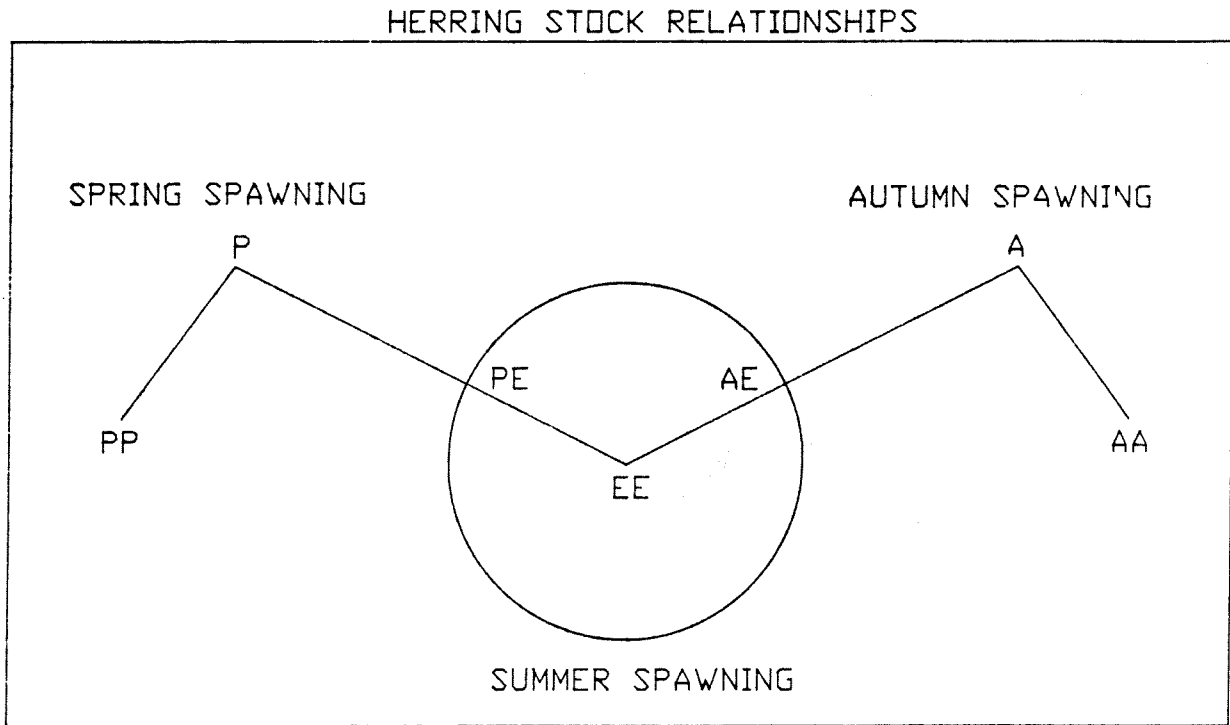 HERRING STOCK RELATIONSHIPS
SPRING SPAWNING
AUTUMN SPAWNING
P
A
PE
AE
PP
AA
EE
SUMMER SPAWNING